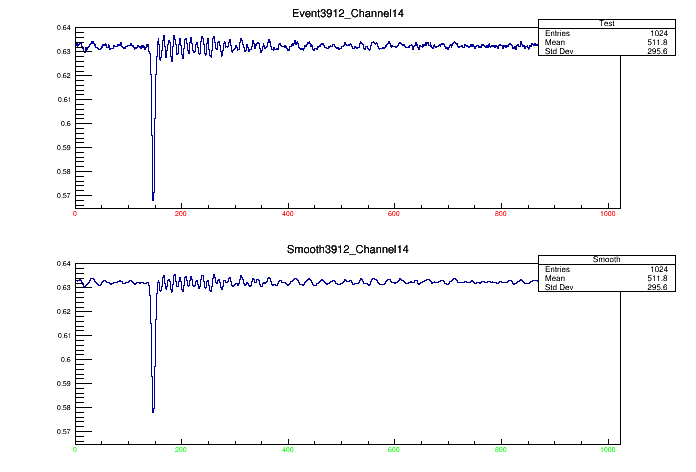 Event3912_Channel14
Test
Entries 1024
Mean 511.8
Std Dev 295.6
0.64
0.63
0.62
0.61
0.6
0.59
0.58
0.57
0 200 400 600 800 1000
Smooth3912_Channel14
Smooth
Entries 1024
Mean 511.8
Std Dev 295.6
0.64
0.63
0.62
0.61
0.6
0.59
0.58
0.57
0 200 400 600 800 1000